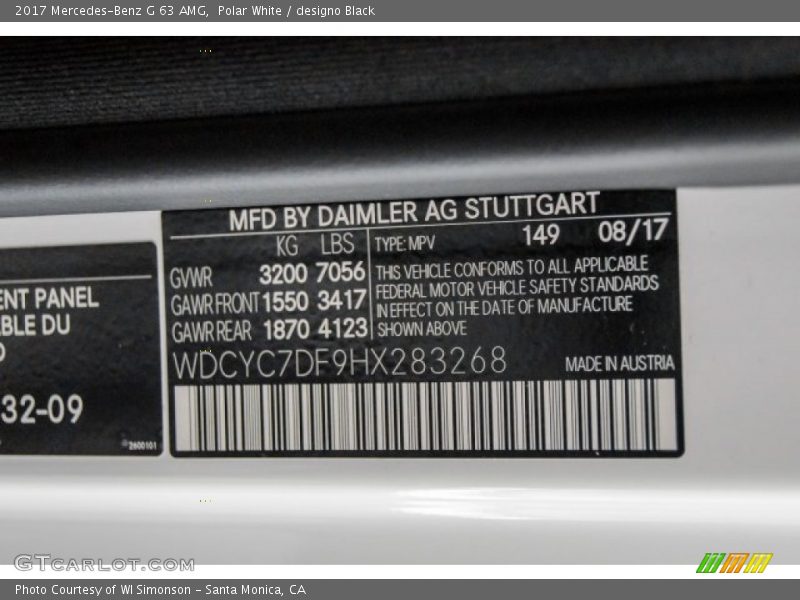 2017 Mercedes-Benz G 63 AMG, Polar White / designo Black
MFD BY DAIMLER AG STUTTGART
KG LBS TYPE: MPV 149 08/17
GVWR 3200 7056
GAWR FRONT 1550 3417
GAWR REAR 1870 4123
THIS VEHICLE CONFORMS TO ALL APPLICABLE
FEDERAL MOTOR VEHICLE SAFETY STANDARDS
IN EFFECT ON THE DATE OF MANUFACTURE
SHOWN ABOVE
WDCYC7DF9HX283268 MADE IN AUSTRIA
ENT PANEL
BLE DU
32-09
2600101
GTCARLOT.COM
Photo Courtesy of WI Simonson - Santa Monica, CA